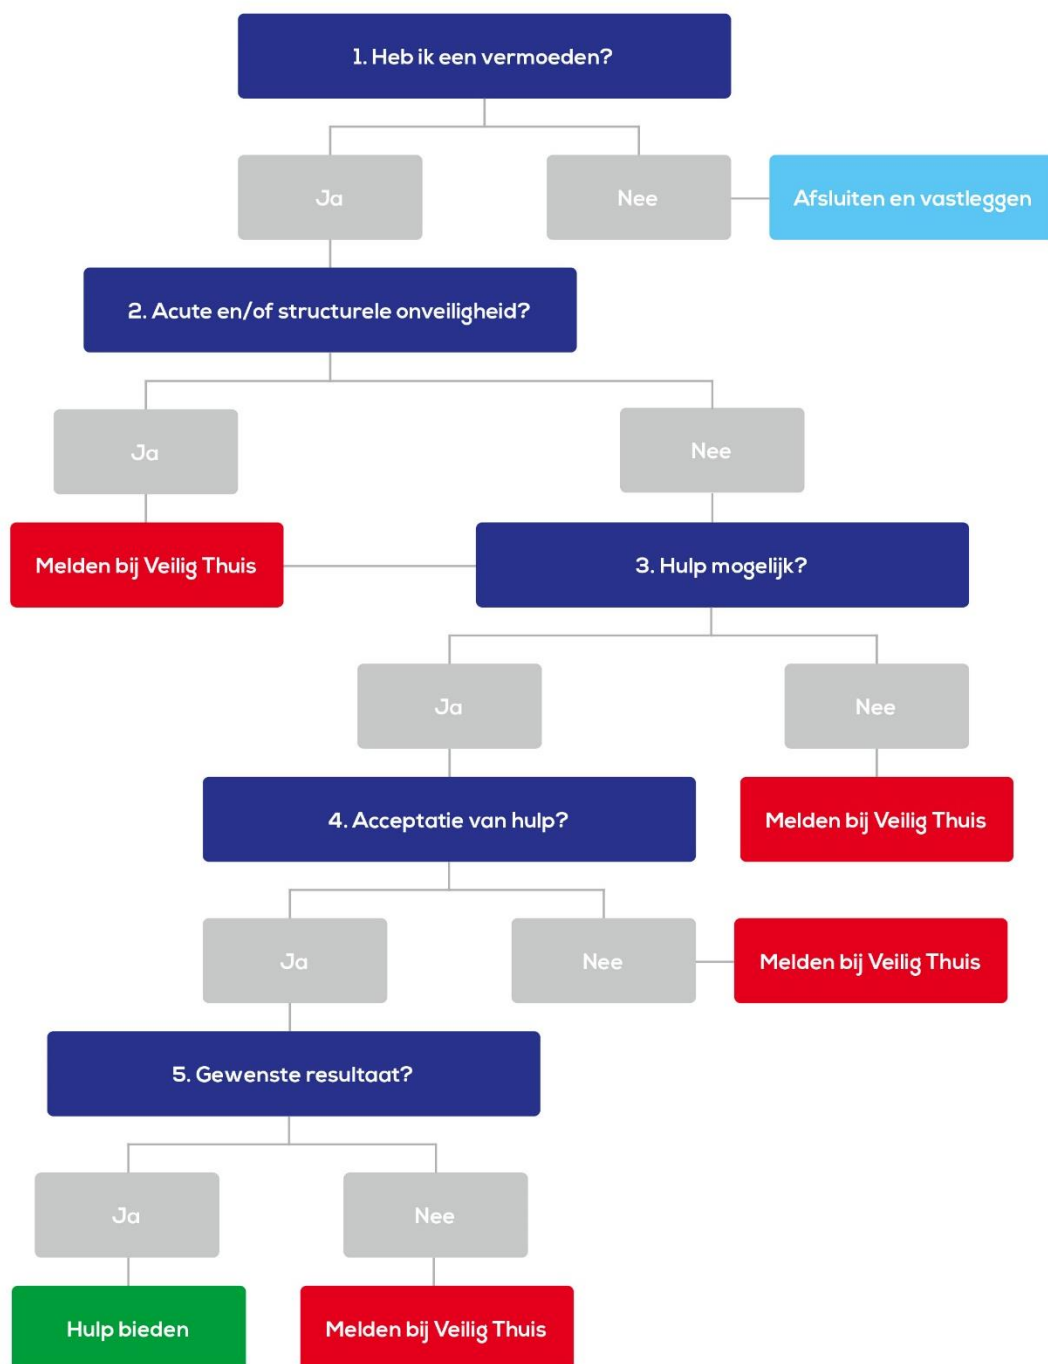 1. Heb ik een vermoeden?
Ja
Nee
Afsluiten en vastleggen
2. Acute en/of structurele onveiligheid?
Ja
Nee
Melden bij Veilig Thuis
3. Hulp mogelijk?
Ja
Nee
4. Acceptatie van hulp?
Melden bij Veilig Thuis
Ja
Nee
Melden bij Veilig Thuis
5. Gewenste resultaat?
Ja
Nee
Hulp bieden
Melden bij Veilig Thuis